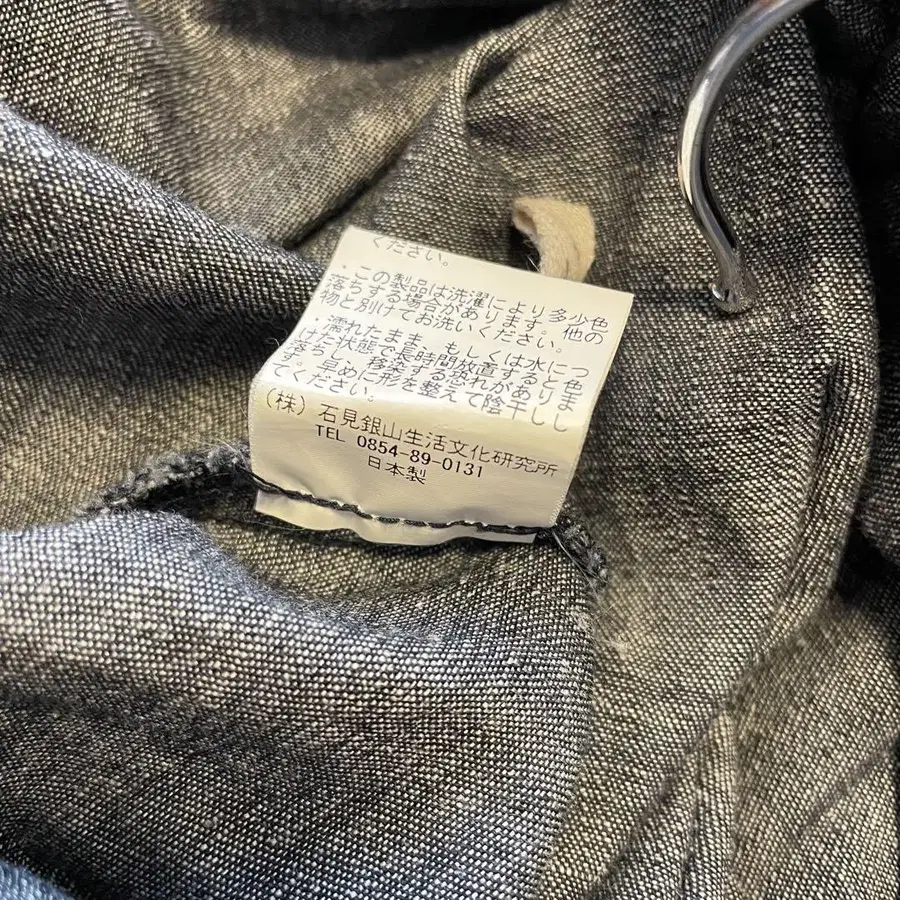 ください。
・この製品は洗濯により多少色
落ちする場合があります。他の
物と別けてお洗いください。
・濡れたまま、もしくは水につ
けた状態で長時間放置すると色
落ちし、移染する恐れがありま
す。早めに形を整えて陰干しし
てください。
(株) 石見銀山生活文化研究所
TEL 0854-89-0131
日本製